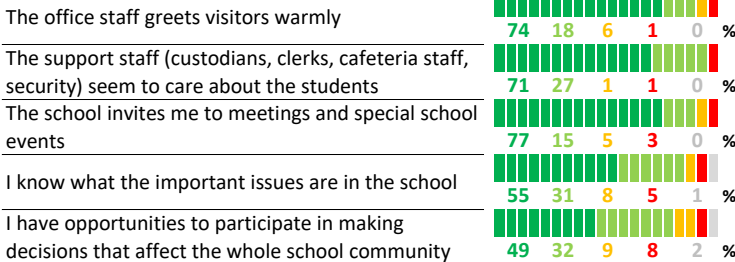 The office staff greets visitors warmly
74 18 6 1 0 %
The support staff (custodians, clerks, cafeteria staff,
security) seem to care about the students
71 27 1 1 0 %
The school invites me to meetings and special school
events
77 15 5 3 0 %
I know what the important issues are in the school
55 31 8 5 1 %
I have opportunities to participate in making
decisions that affect the whole school community
49 32 9 8 2 %